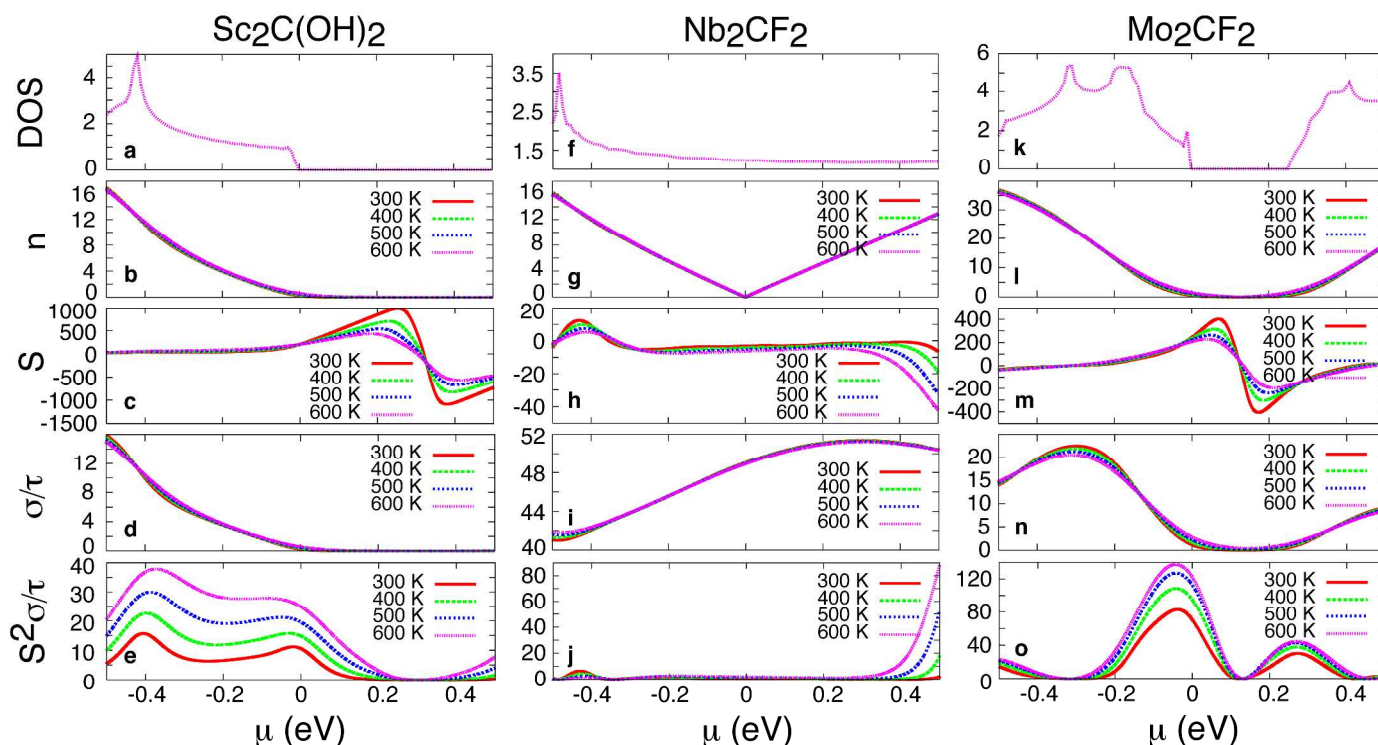 Sc2C(OH)2 Nb2CF2 Mo2CF2
DOS
4
2
0
a
3.5
2.5
1.5
f
6
4
2
0
k
n
16
12
8
4
0
b
300 K
400 K
500 K
600 K
16
12
8
4
0
g
300 K
400 K
500 K
600 K
30
20
10
0
l
300 K
400 K
500 K
600 K
S
1000
500
0
-500
-1000
-1500
c
300 K
400 K
500 K
600 K
20
0
-20
-40
h
300 K
400 K
500 K
600 K
400
200
0
-200
-400
m
300 K
400 K
500 K
600 K
σ/τ
12
8
4
0
d
300 K
400 K
500 K
600 K
52
48
44
40
i
300 K
400 K
500 K
600 K
20
15
10
5
0
n
300 K
400 K
500 K
600 K
S2σ/τ
40
30
20
10
0
e
300 K
400 K
500 K
600 K
80
60
40
20
0
j
300 K
400 K
500 K
600 K
120
80
40
0
o
300 K
400 K
500 K
600 K
-0.4 -0.2 0 0.2 0.4 -0.4 -0.2 0 0.2 0.4 -0.4 -0.2 0 0.2 0.4
μ (eV) μ (eV) μ (eV)